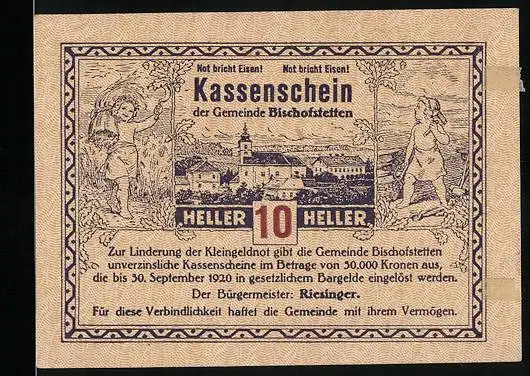 Not bricht Eisen! Not bricht Eisen!
Kassenschein
der Gemeinde Bischofstetten
HELLER 10 HELLER
Zur Linderung der Kleingeldnot gibt die Gemeinde Bischofstetten
unverzinsliche Kassenscheine im Betrage von 30.000 Kronen aus,
die bis 30. September 1920 in gesetzlichem Bargelde eingelöst werden.
Der Bürgermeister: Riesinger.
Für diese Verbindlichkeit haftet die Gemeinde mit ihrem Vermögen.